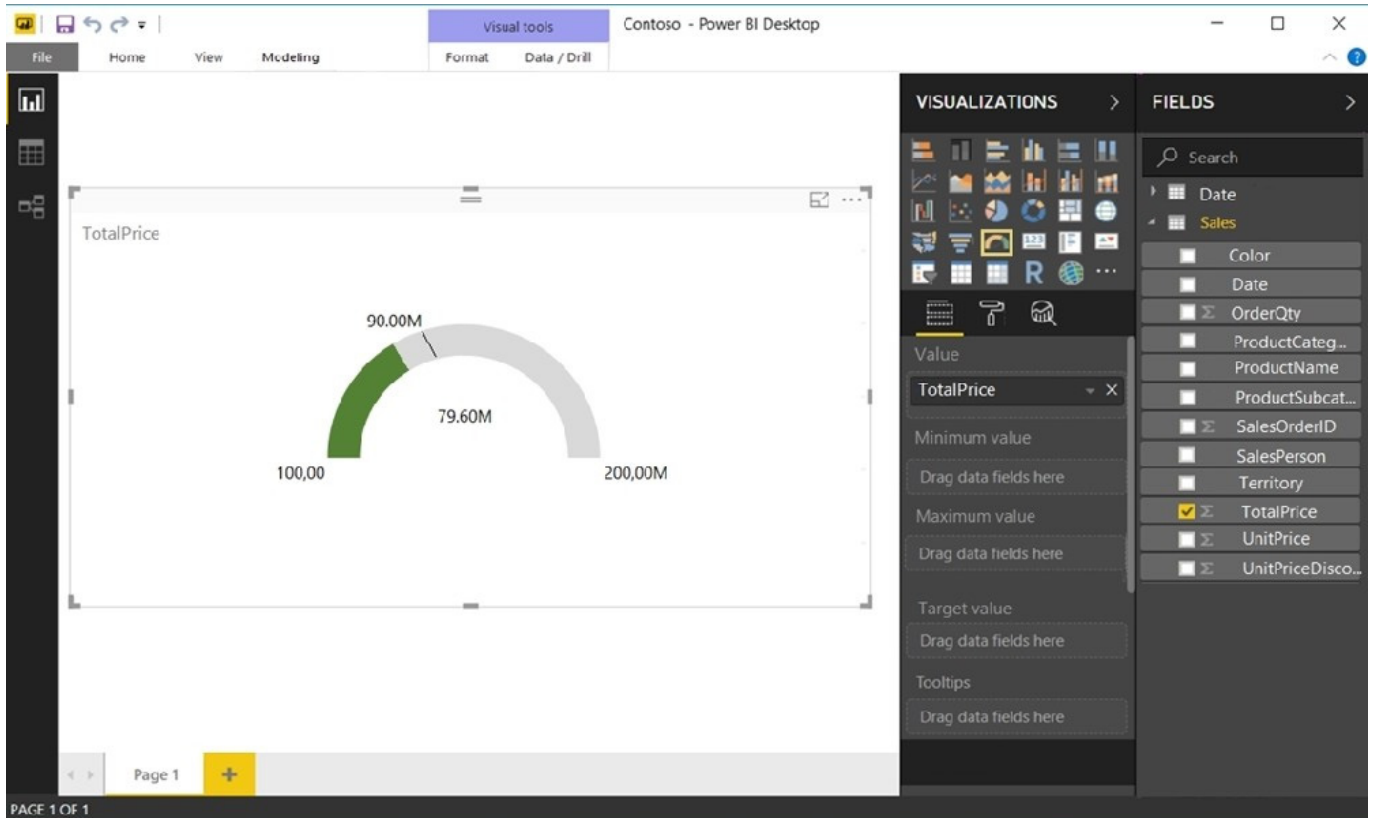 Visual tools
Contoso - Power BI Desktop
File
Home
View
Modeling
Format
Data / Drill
?
VISUALIZATIONS
FIELDS
Search
Date
Sales
TotalPrice
90.00M
79.60M
100,00
200,00M
123
R
Value
TotalPrice
Minimum value
Drag data fields here
Maximum value
Drag data fields here
Target value
Drag data fields here
Tooltips
Drag data fields here
Color
Date
Σ OrderQty
ProductCateg...
ProductName
ProductSubcat...
Σ SalesOrderID
SalesPerson
Territory
Σ TotalPrice
Σ UnitPrice
Σ UnitPriceDisco...
Page 1
PAGE 1 OF 1